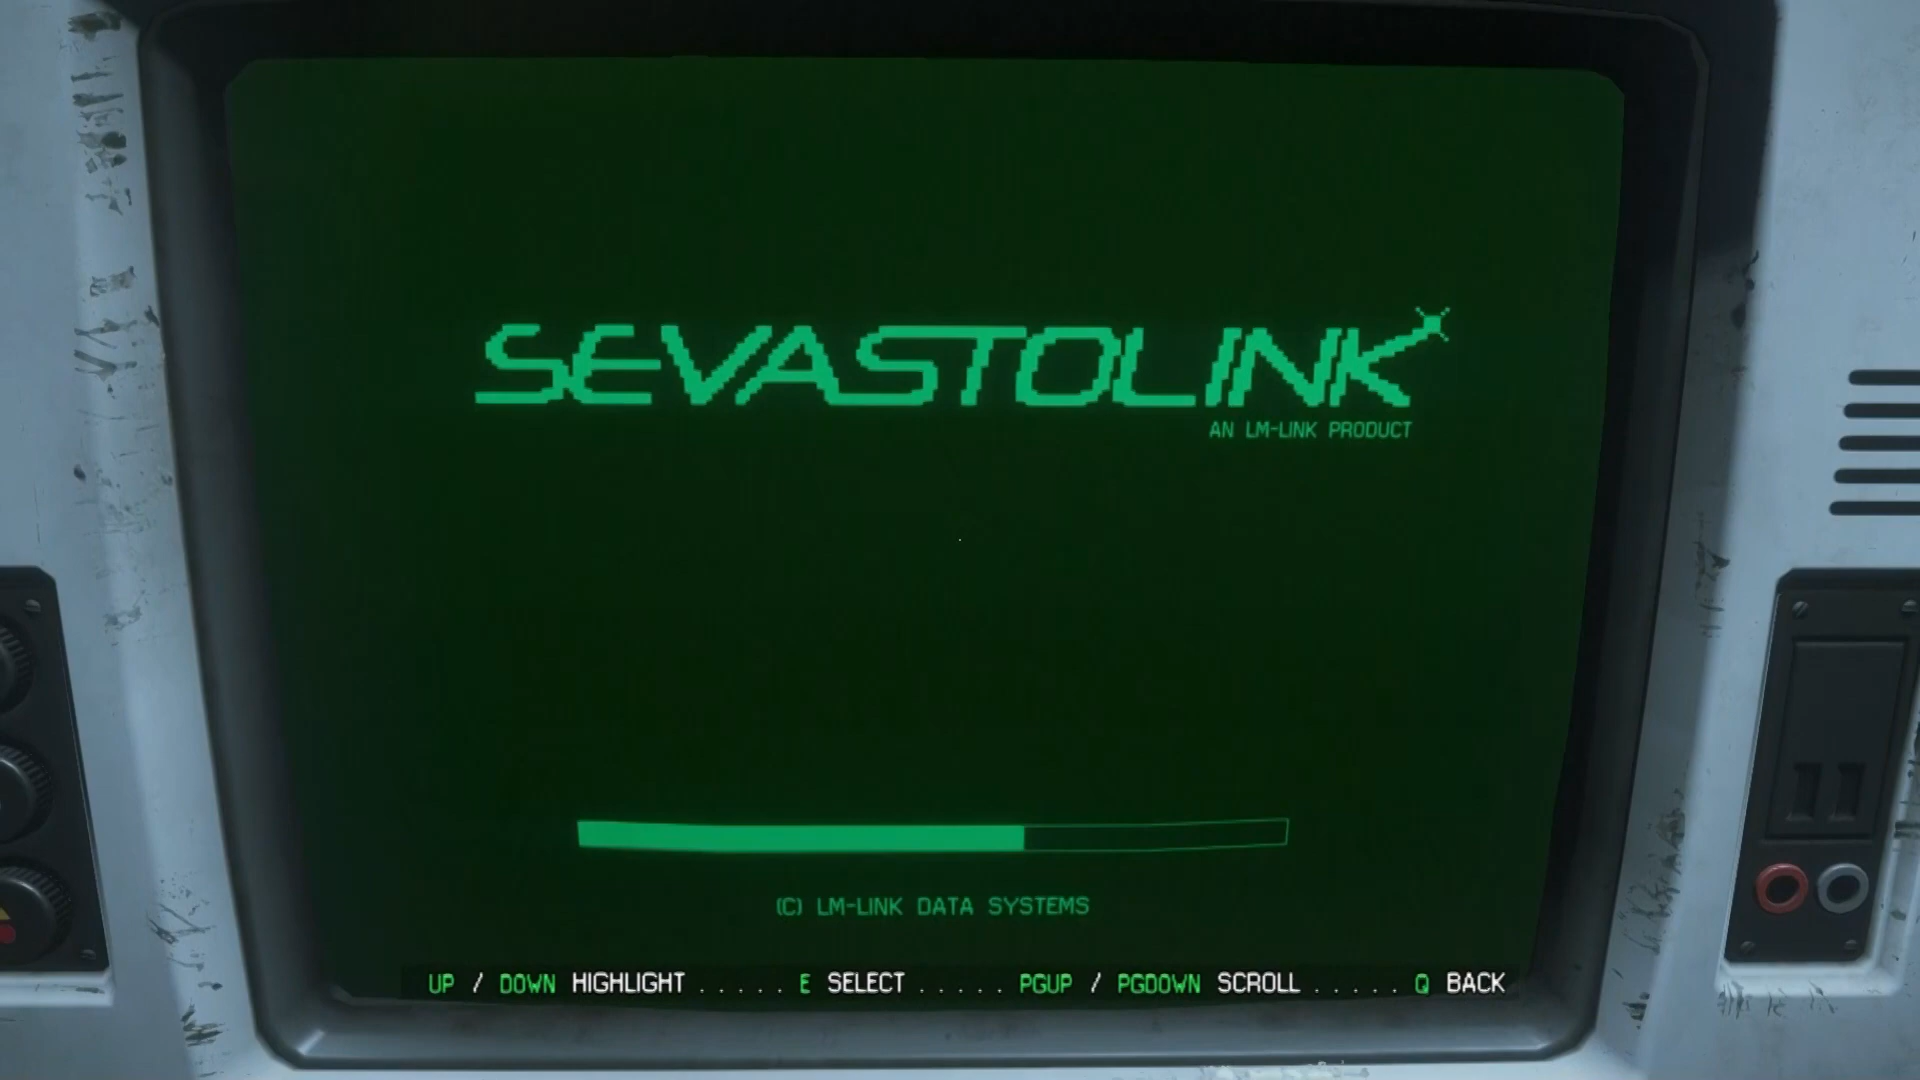 SEVASTOLINK
AN LM-LINK PRODUCT
(C) LM-LINK DATA SYSTEMS
UP / DOWN HIGHLIGHT ..... E SELECT ..... PGUP / PGDOWN SCROLL ..... Q BACK